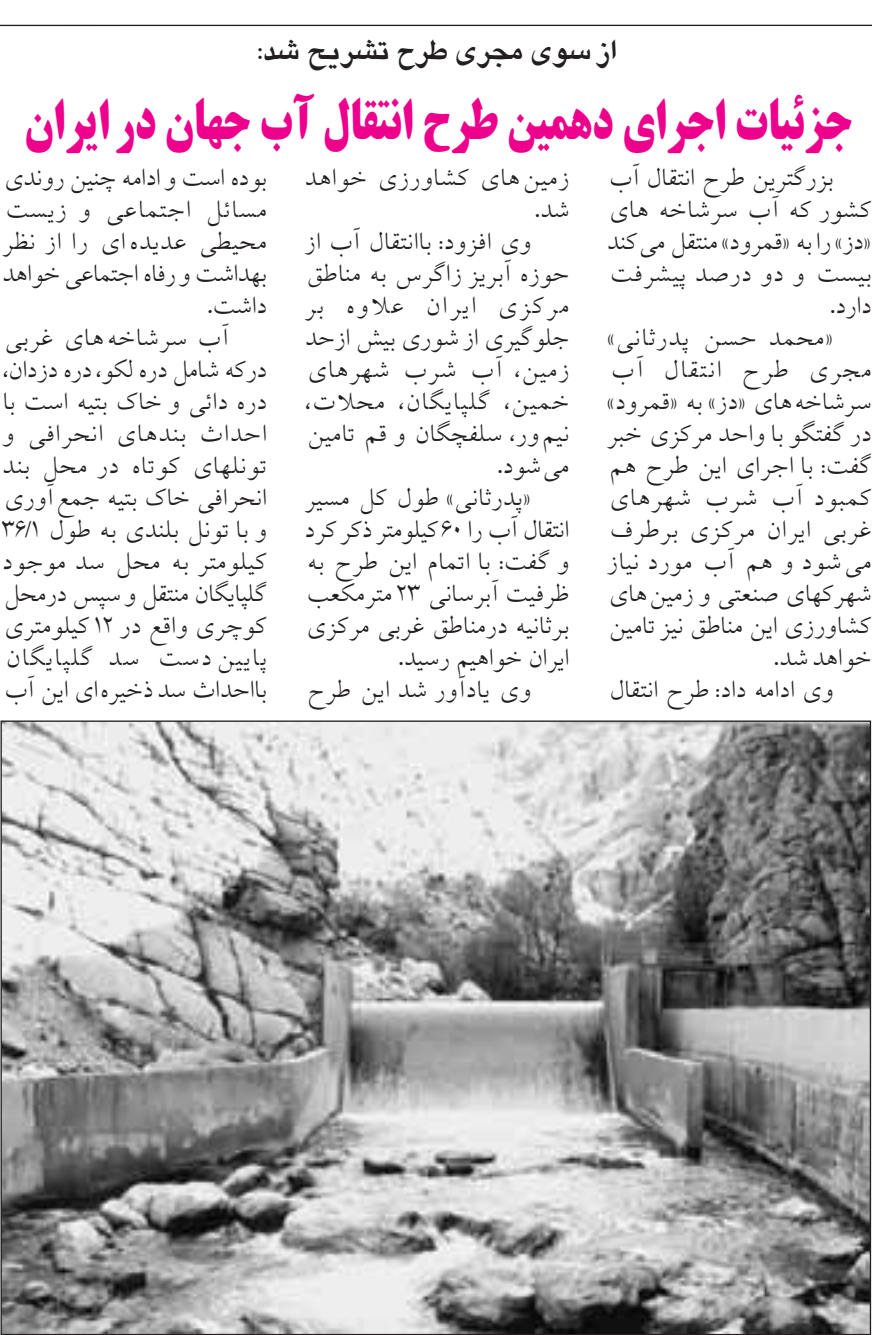 از سوی مجری طرح تشریح شد:
جزئیات اجرای دهمین طرح انتقال آب جهان در ایران
بزرگترین طرح انتقال آب
کشور که آب سرشاخه های
«دز» را به «قمرود» منتقل می کند
بیست و دو درصد پیشرفت
دارد.
«محمد حسن پدرثانی»
مجری طرح انتقال آب
سرشاخه های «دز» به «قمرود»
در گفتگو با واحد مرکزی خبر
گفت: با اجرای این طرح هم
کمبود آب شرب شهرهای
غربی ایران مرکزی برطرف
می شود و هم آب مورد نیاز
شهرکهای صنعتی و زمین های
کشاورزی این مناطق نیز تامین
خواهد شد.
وی ادامه داد: طرح انتقال
زمین های کشاورزی خواهد
شد.
وی افزود: باانتقال آب از
حوزه آبریز زاگرس به مناطق
مرکزی ایران علاوه بر
جلوگیری از شوری بیش ازحد
زمین، آب شرب شهرهای
خمین، گلپایگان، محلات،
نیم ور، سلفچگان و قم تامین
می شود.
«پدرثانی» طول کل مسیر
انتقال آب را ۶۰ کیلومتر ذکر کرد
و گفت: با اتمام این طرح به
ظرفیت آبرسانی ۲۳ مترمکعب
برثانیه درمناطق غربی مرکزی
ایران خواهیم رسید.
وی یادآور شد این طرح
بوده است و ادامه چنین روندی
مسائل اجتماعی و زیست
محیطی عدیده ای را از نظر
بهداشت و رفاه اجتماعی خواهد
داشت.
آب سرشاخه های غربی
درکه شامل دره لکو، دره دزدان،
دره دائی و خاک بتیه است با
احداث بندهای انحرافی و
تونلهای کوتاه در محل بند
انحرافی خاک بتیه جمع آوری
و با تونل بلندی به طول ۳۶/۱
کیلومتر به محل سد موجود
گلپایگان منتقل و سپس درمحل
کوچری واقع در ۱۲ کیلومتری
پایین دست سد گلپایگان
بااحداث سد ذخیره ای این آب